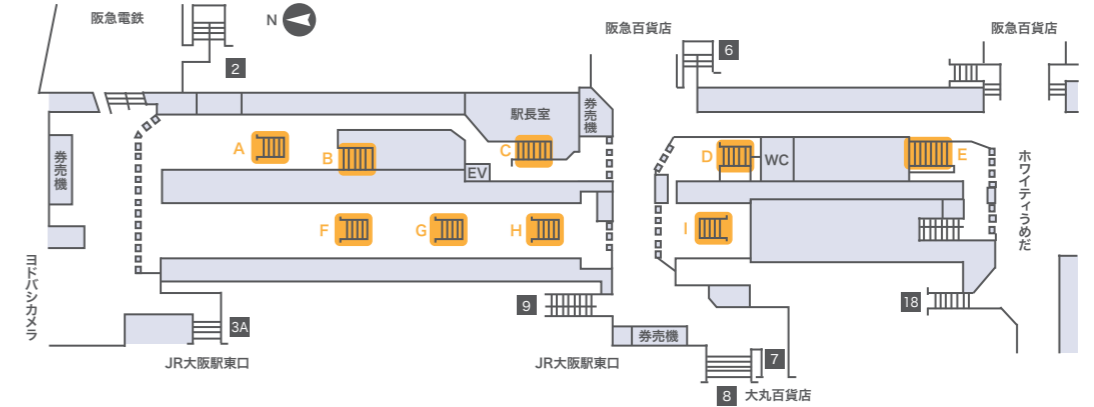 阪急電鉄
N
阪急百貨店
阪急百貨店
2
6
駅長室
券売機
A
B
C
D
WC
E
券売機
EV
ホワイティうめだ
F
G
H
I
ヨドバシカメラ
3A
9
18
JR大阪駅東口
JR大阪駅東口
券売機
7
8
大丸百貨店